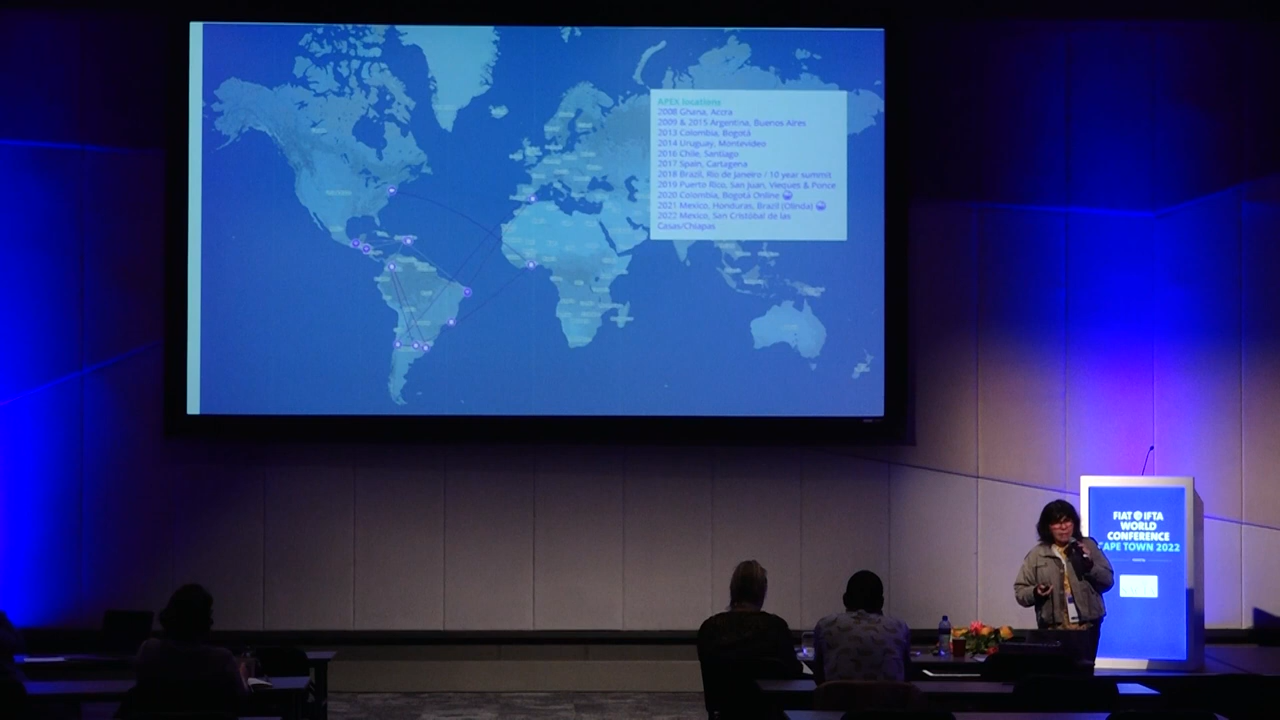 APEX locations
2008 Ghana, Accra
2009 & 2015 Argentina, Buenos Aires
2013 Colombia, Bogotá
2014 Uruguay, Montevideo
2016 Chile, Santiago
2017 Spain, Cartagena
2018 Brazil, Rio de Janeiro / 10 year summit
2019 Puerto Rico, San Juan, Vieques & Ponce
2020 Colombia, Bogotá Online
2021 Mexico, Honduras, Brazil (Olinda)
2022 México, San Cristóbal de las
Casas/Chiapas
FIAT IFTA
WORLD
CONFERENCE
CAPE TOWN 2022